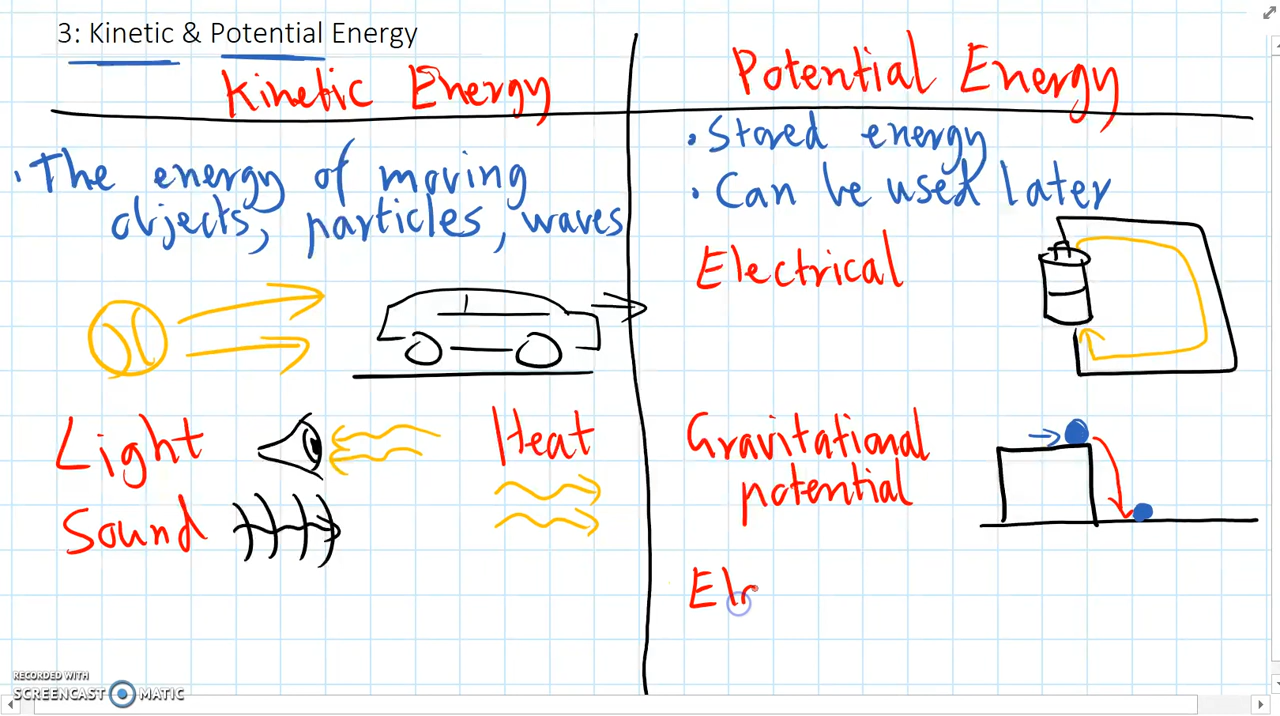 3: Kinetic & Potential Energy
Kinetic Energy
• The energy of moving
objects, particles, waves
Light
Heat
Sound
Potential Energy
• Stored energy
• Can be used later
Electrical
Gravitational
potential
RECORDED WITH
SCREENCAST MATIC